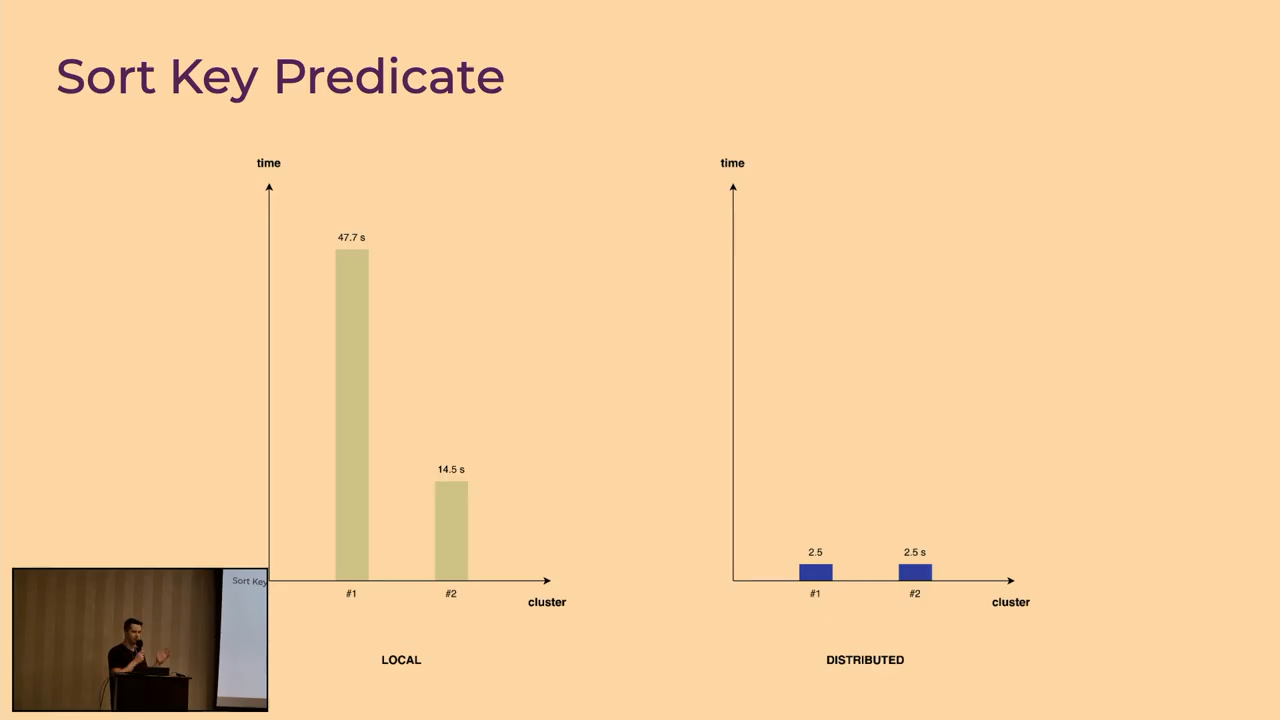 Sort Key Predicate
time
47.7 s
14.5 s
#1
#2
cluster
LOCAL
time
2.5
2.5 s
#1
#2
cluster
DISTRIBUTED
Sort Key